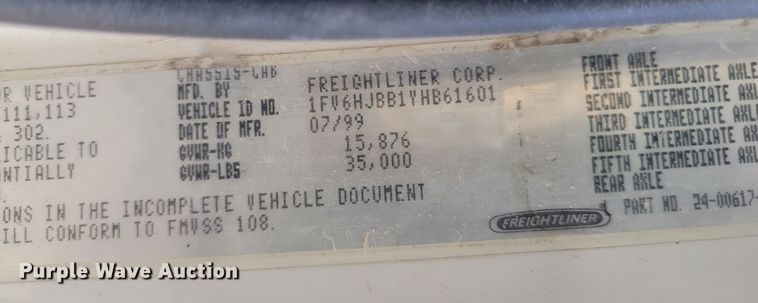 CHASSIS-CAB
OR VEHICLE MFD. BY FREIGHTLINER CORP.
111,113 VEHICLE ID NO. 1FV6HJBB1YHB61601
302. DATE OF MFR. 07/99
ICABLE TO GVWR-KG 15,876
NTIALLY GVWR-LBS 35,000
ONS IN THE INCOMPLETE VEHICLE DOCUMENT
ILL CONFORM TO FMVSS 108.
FRONT AXLE
FIRST INTERMEDIATE AXLE
SECOND INTERMEDIATE AXLE
THIRD INTERMEDIATE AXLE
FOURTH INTERMEDIATE AXL
FIFTH INTERMEDIATE AXL
REAR AXLE
FREIGHTLINER
PART NO. 24-00617-
Purple Wave Auction